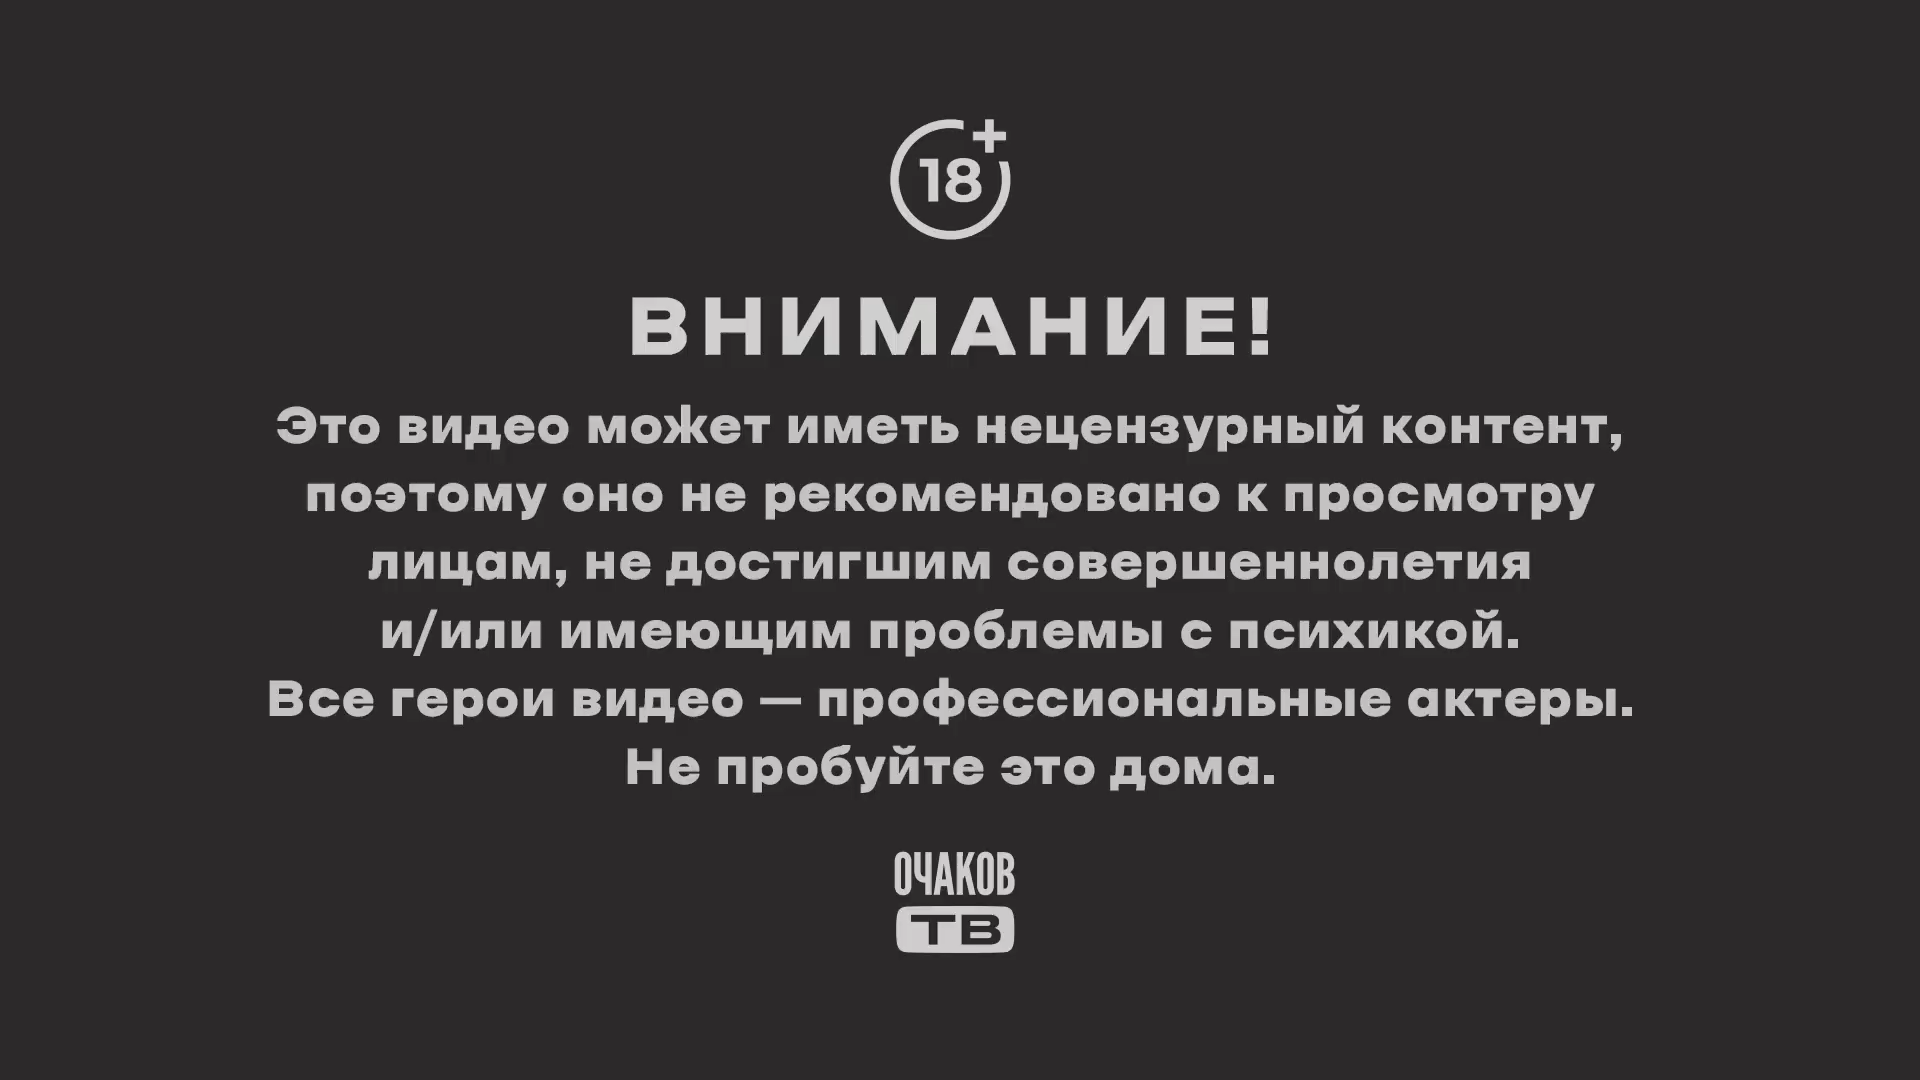 18+
ВНИМАНИЕ!
Это видео может иметь нецензурный контент,
поэтому оно не рекомендовано к просмотру
лицам, не достигшим совершеннолетия
и/или имеющим проблемы с психикой.
Все герои видео — профессиональные актеры.
Не пробуйте это дома.
ОЧАКОВ
ТВ